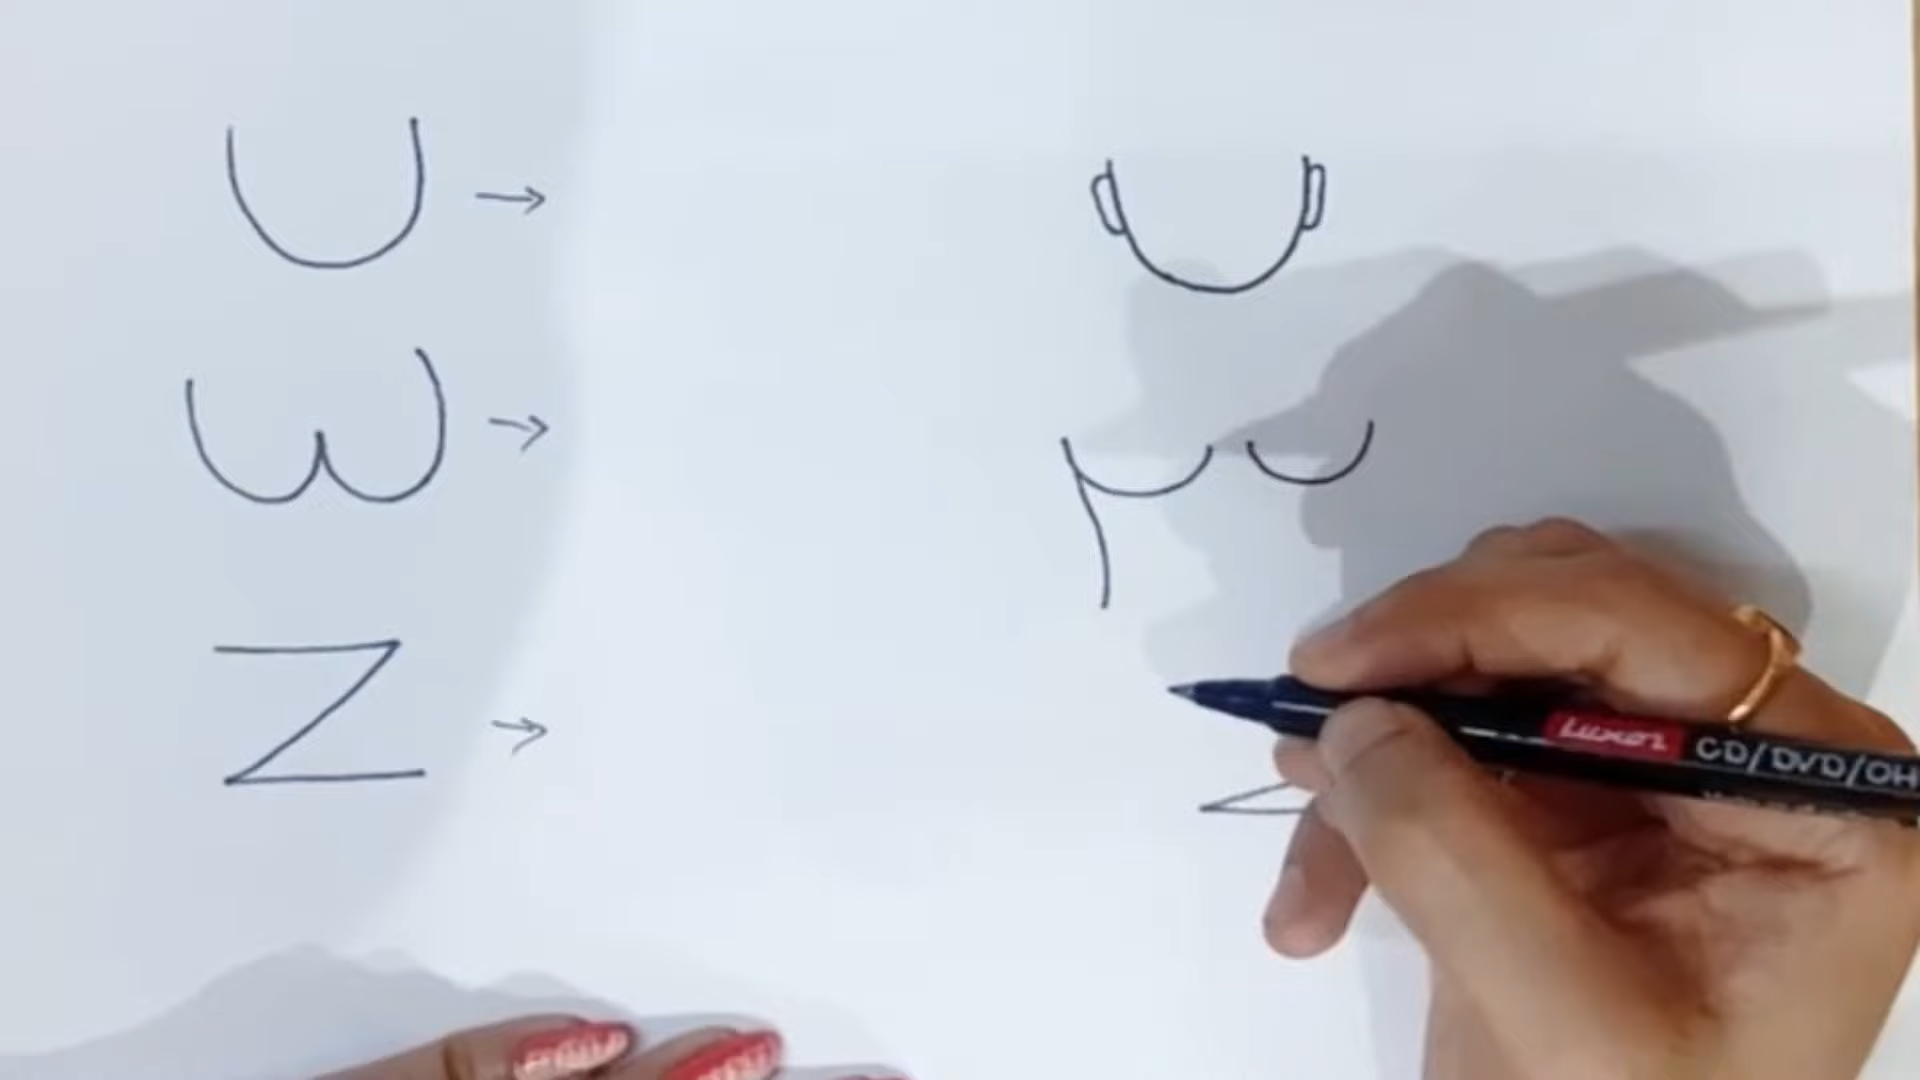 U →
W →
Z →
Luxor CD/DVD/OH